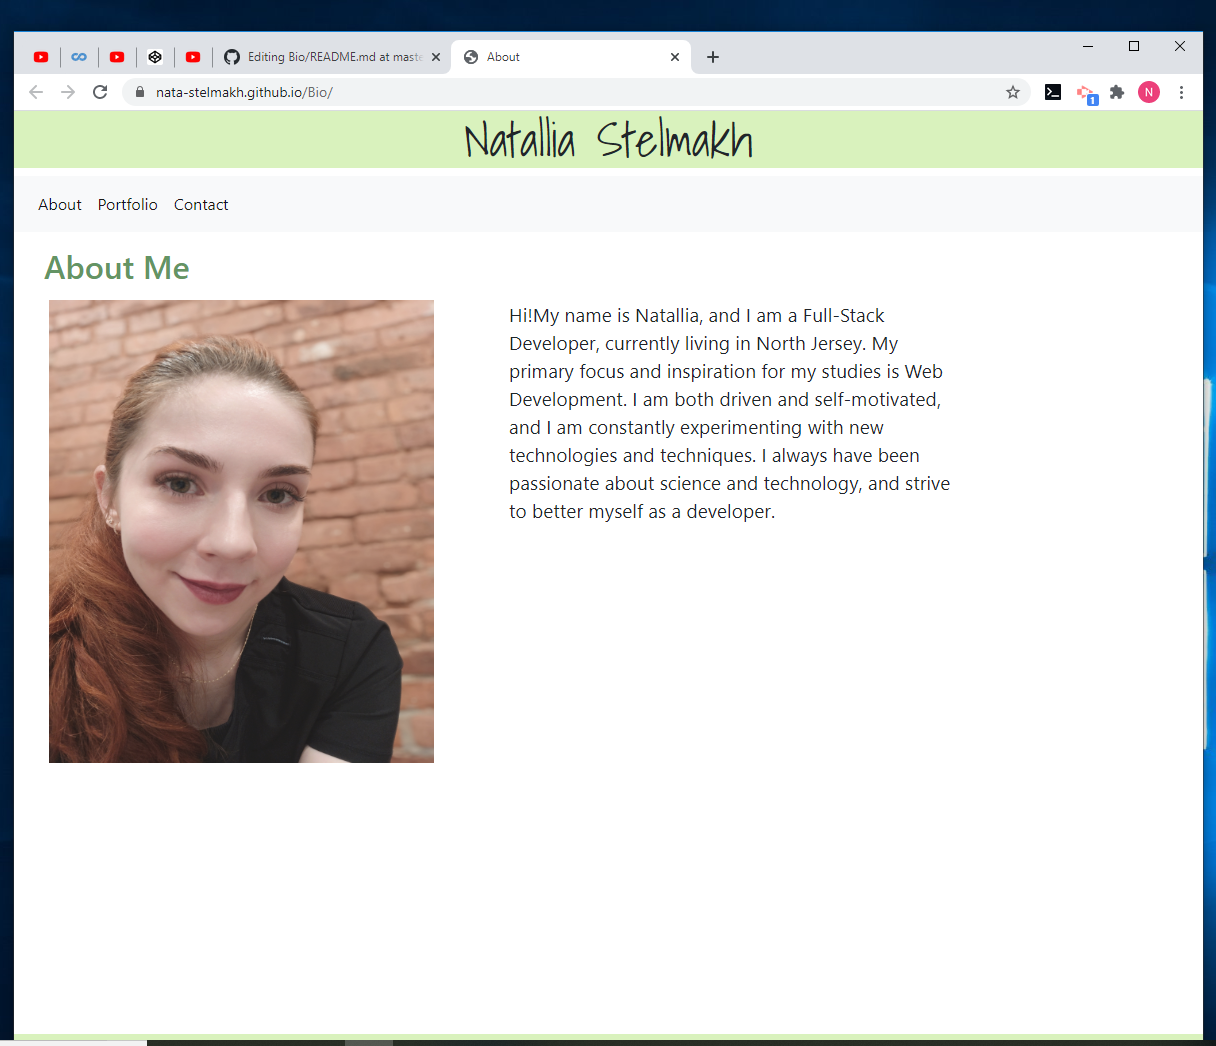 Editing Bio/README.md at maste
About
nata-stelmakh.github.io/Bio/
1
N
Natallia Stelmakh
About Portfolio Contact
About Me
Hi!My name is Natallia, and I am a Full-Stack
Developer, currently living in North Jersey. My
primary focus and inspiration for my studies is Web
Development. I am both driven and self-motivated,
and I am constantly experimenting with new
technologies and techniques. I always have been
passionate about science and technology, and strive
to better myself as a developer.